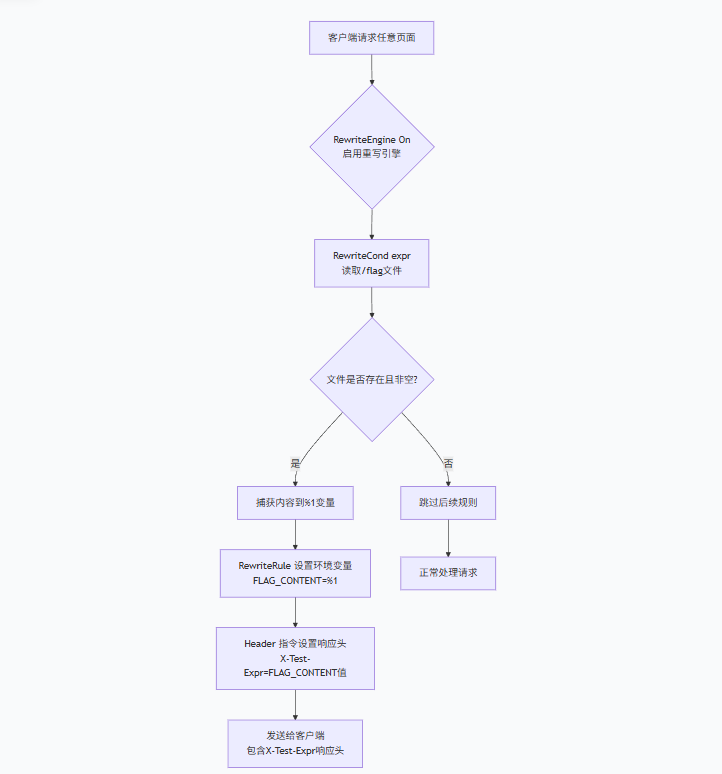 客户端请求任意页面
RewriteEngine On
启用重写引擎
RewriteCond expr
读取/flag文件
文件是否存在且非空?
是
否
捕获内容到%1变量
跳过后续规则
RewriteRule 设置环境变量
FLAG_CONTENT=%1
正常处理请求
Header 指令设置响应头
X-Test-
Expr=FLAG_CONTENT值
发送给客户端
包含X-Test-Expr响应头